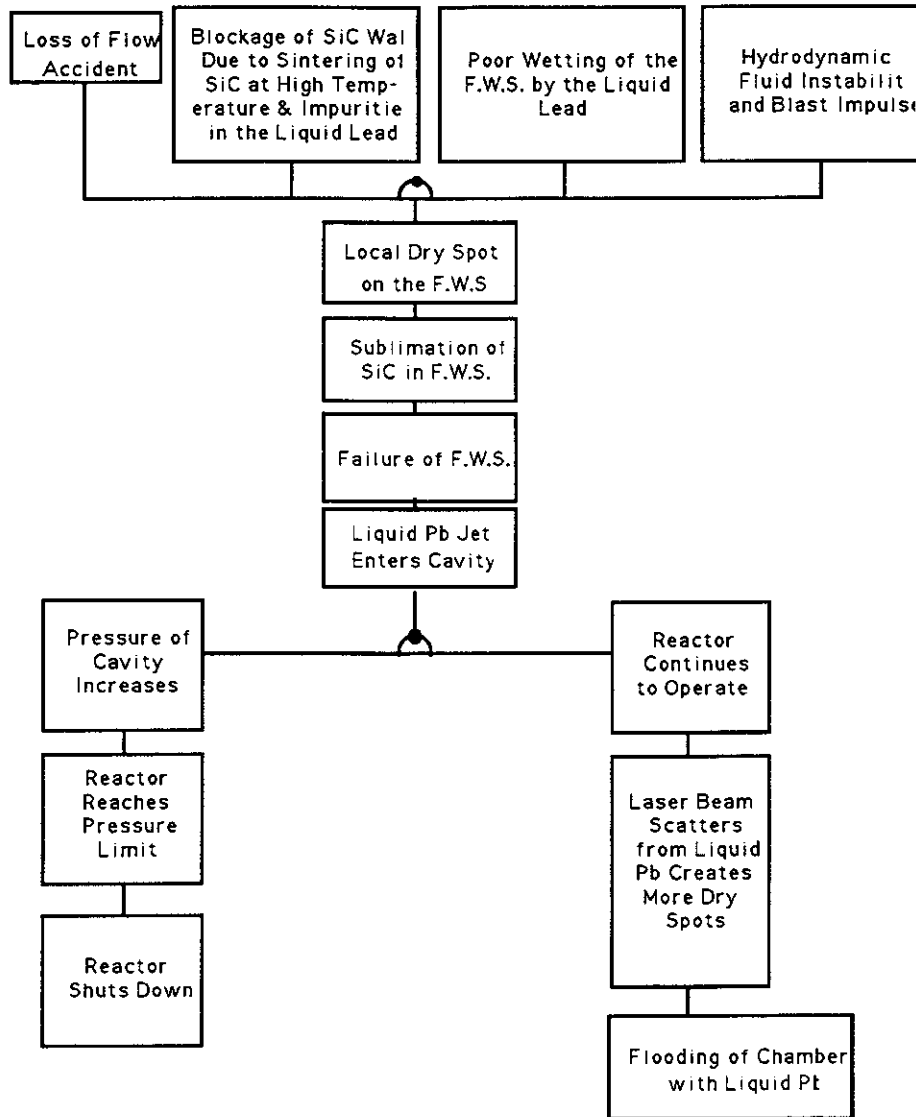 Loss of Flow
Accident
Blockage of SiC Wal
Due to Sintering of
SiC at High Temp-
erature & Impuritie
in the Liquid Lead
Poor Wetting of the
F.W.S. by the Liquid
Lead
Hydrodynamic
Fluid Instabilit
and Blast Impulse
Local Dry Spot
on the F.W.S
Sublimation of
SiC in F.W.S.
Failure of F.W.S.
Liquid Pb Jet
Enters Cavity
Pressure of
Cavity
Increases
Reactor
Reaches
Pressure
Limit
Reactor
Shuts Down
Reactor
Continues
to Operate
Laser Beam
Scatters
from Liquid
Pb Creates
More Dry
Spots
Flooding of Chamber
with Liquid Pb